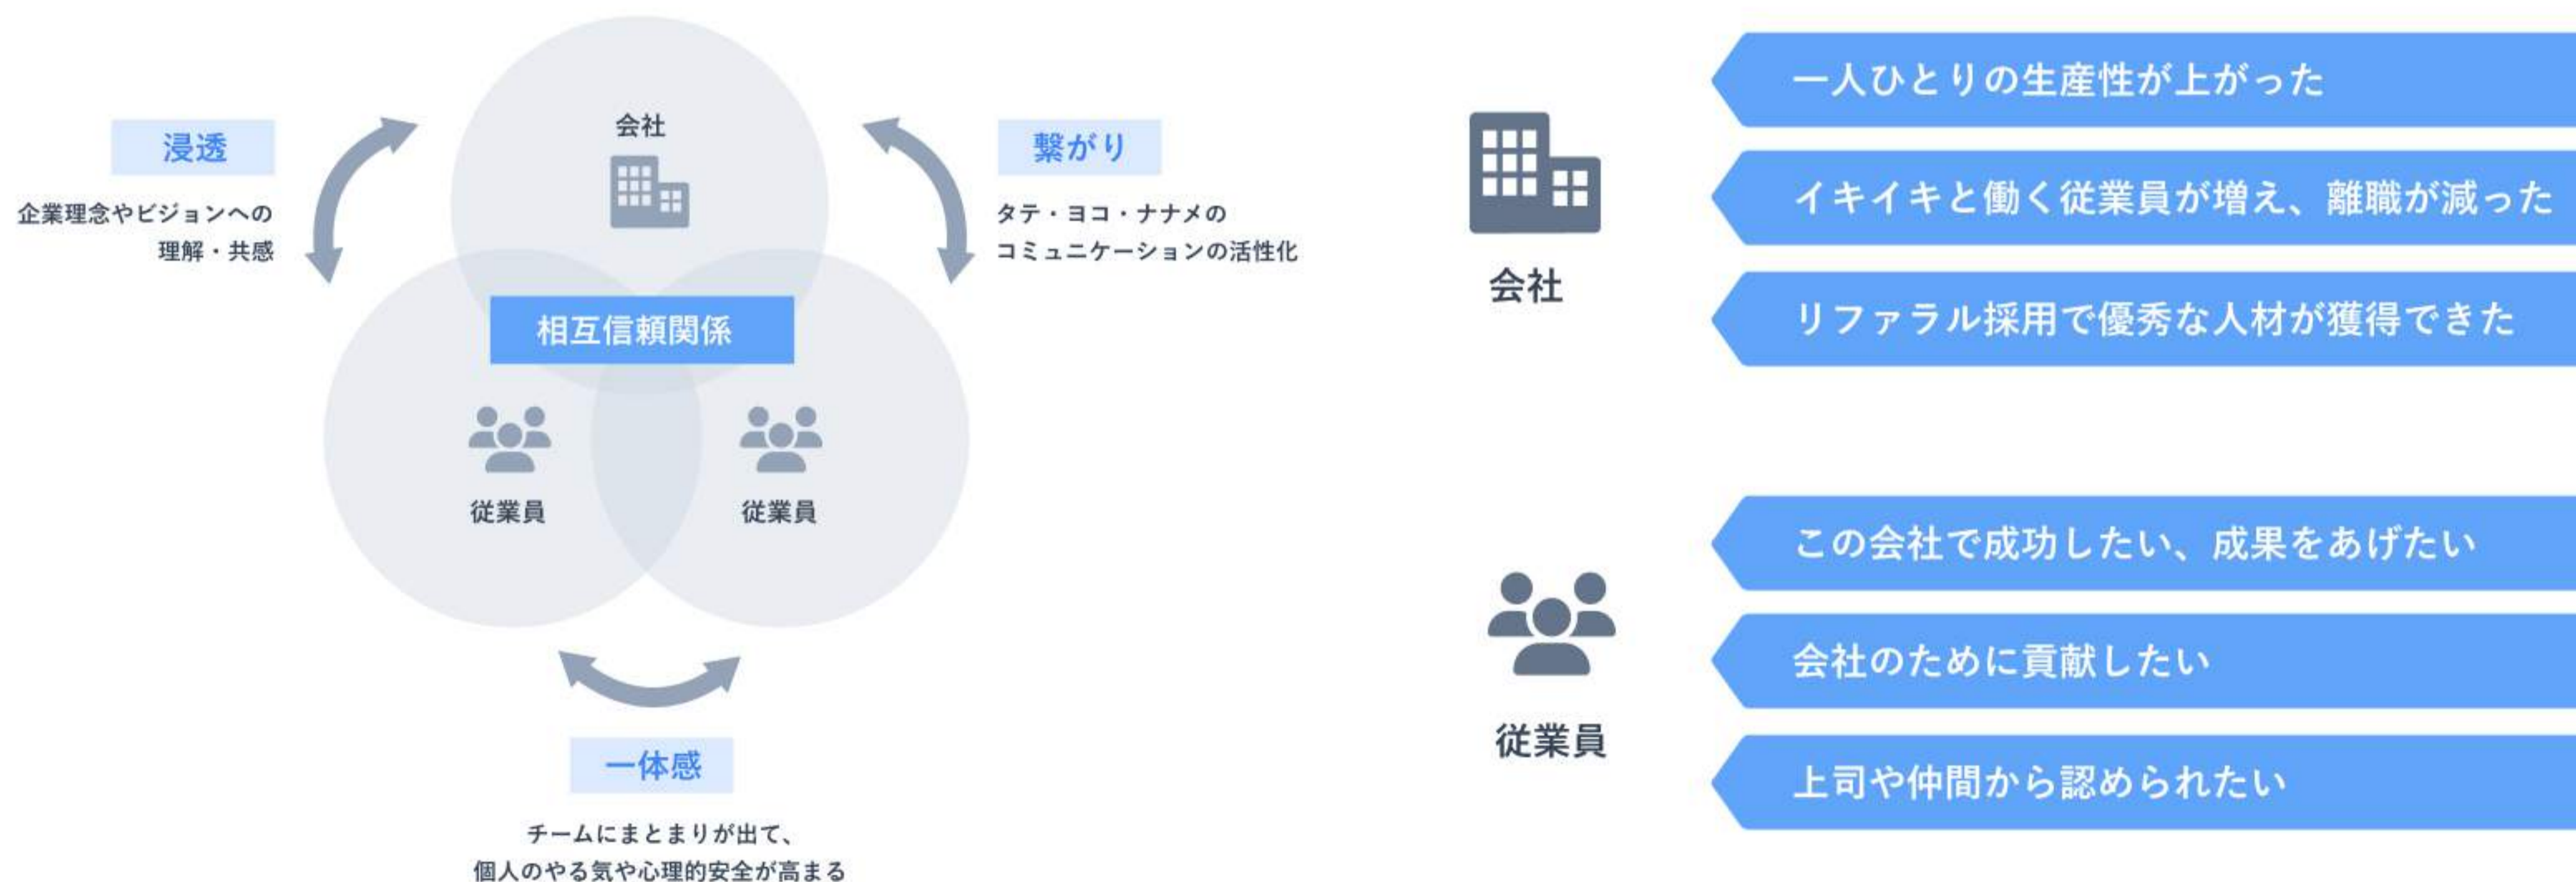 会社
浸透
企業理念やビジョンへの
理解・共感
繋がり
タテ・ヨコ・ナナメの
コミュニケーションの活性化
相互信頼関係
従業員
従業員
一体感
チームにまとまりが出て、
個人のやる気や心理的安全が高まる
会社
一人ひとりの生産性が上がった
イキイキと働く従業員が増え、離職が減った
リファラル採用で優秀な人材が獲得できた
従業員
この会社で成功したい、成果をあげたい
会社のために貢献したい
上司や仲間から認められたい